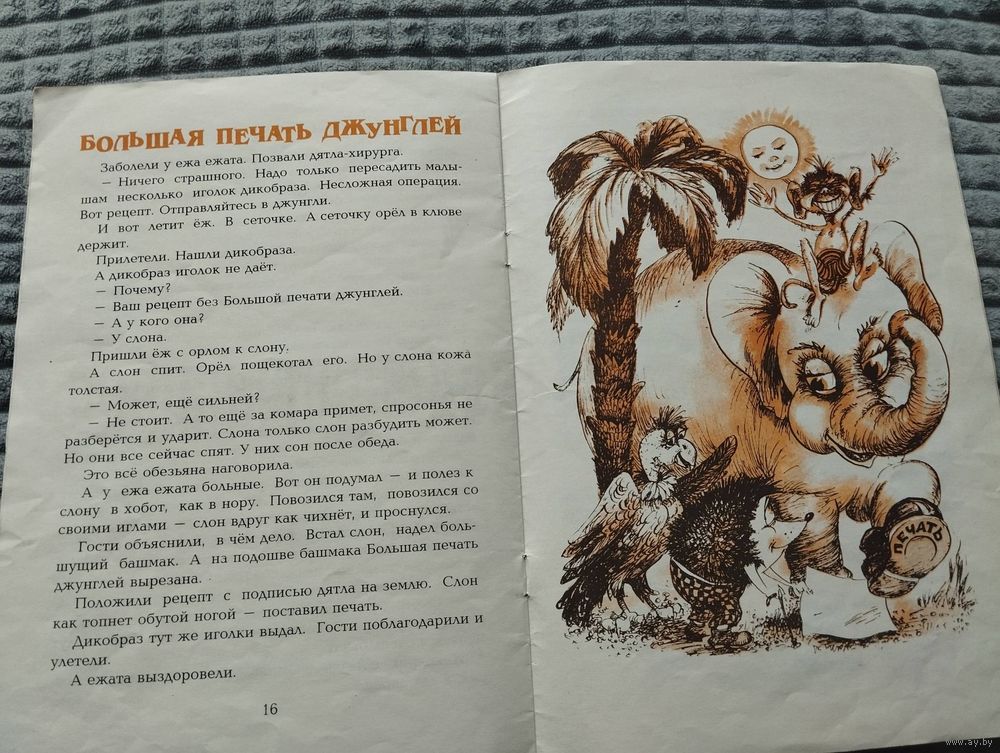 БОЛЬШАЯ ПЕЧАТЬ ДЖУНГЛЕЙ
Заболели у ежа ежата. Позвали дятла-хирурга.
— Ничего страшного. Надо только пересадить малы-
шам несколько иголок дикобраза. Несложная операция.
Вот рецепт. Отправляйтесь в джунгли.
И вот летит ёж. В сеточке. А сеточку орёл в клюве
держит.
Прилетели. Нашли дикобраза.
А дикобраз иголок не даёт.
— Почему?
— Ваш рецепт без Большой печати джунглей.
— А у кого она?
— У слона.
Пришли ёж с орлом к слону.
А слон спит. Орёл пощекотал его. Но у слона кожа
толстая.
— Может, ещё сильней?
— Не стоит. А то ещё за комара примет, спросонья не
разберётся и ударит. Слона только слон разбудить может.
Но они все сейчас спят. У них сон после обеда.
Это всё обезьяна наговорила.
А у ежа ежата больные. Вот он подумал — и полез к
слону в хобот, как в нору. Повозился там, повозился со
своими иглами — слон вдруг как чихнёт, и проснулся.
Гости объяснили, в чём дело. Встал слон, надел боль-
шущий башмак. А на подошве башмака Большая печать
джунглей вырезана.
Положили рецепт с подписью дятла на землю. Слон
как топнет обутой ногой — поставил печать.
Дикобраз тут же иголки выдал. Гости поблагодарили и
улетели.
А ежата выздоровели.
16
ПЕЧАТЬ
www.ay.by